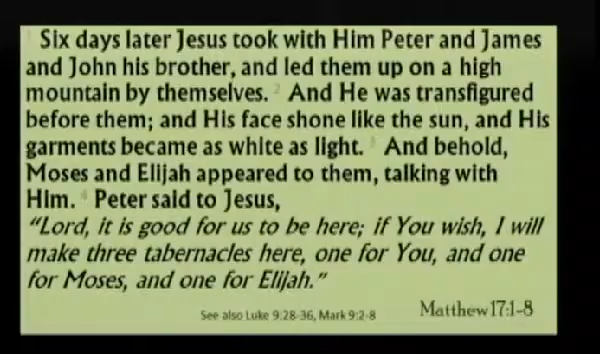 1 Six days later Jesus took with Him Peter and James
and John his brother, and led them up on a high
mountain by themselves. 2 And He was transfigured
before them; and His face shone like the sun, and His
garments became as white as light. 3 And behold,
Moses and Elijah appeared to them, talking with
Him. 4 Peter said to Jesus,
“Lord, it is good for us to be here; if You wish, I will
make three tabernacles here, one for You, and one
for Moses, and one for Elijah.”
See also Luke 9:28-36, Mark 9:2-8 Matthew 17:1-8